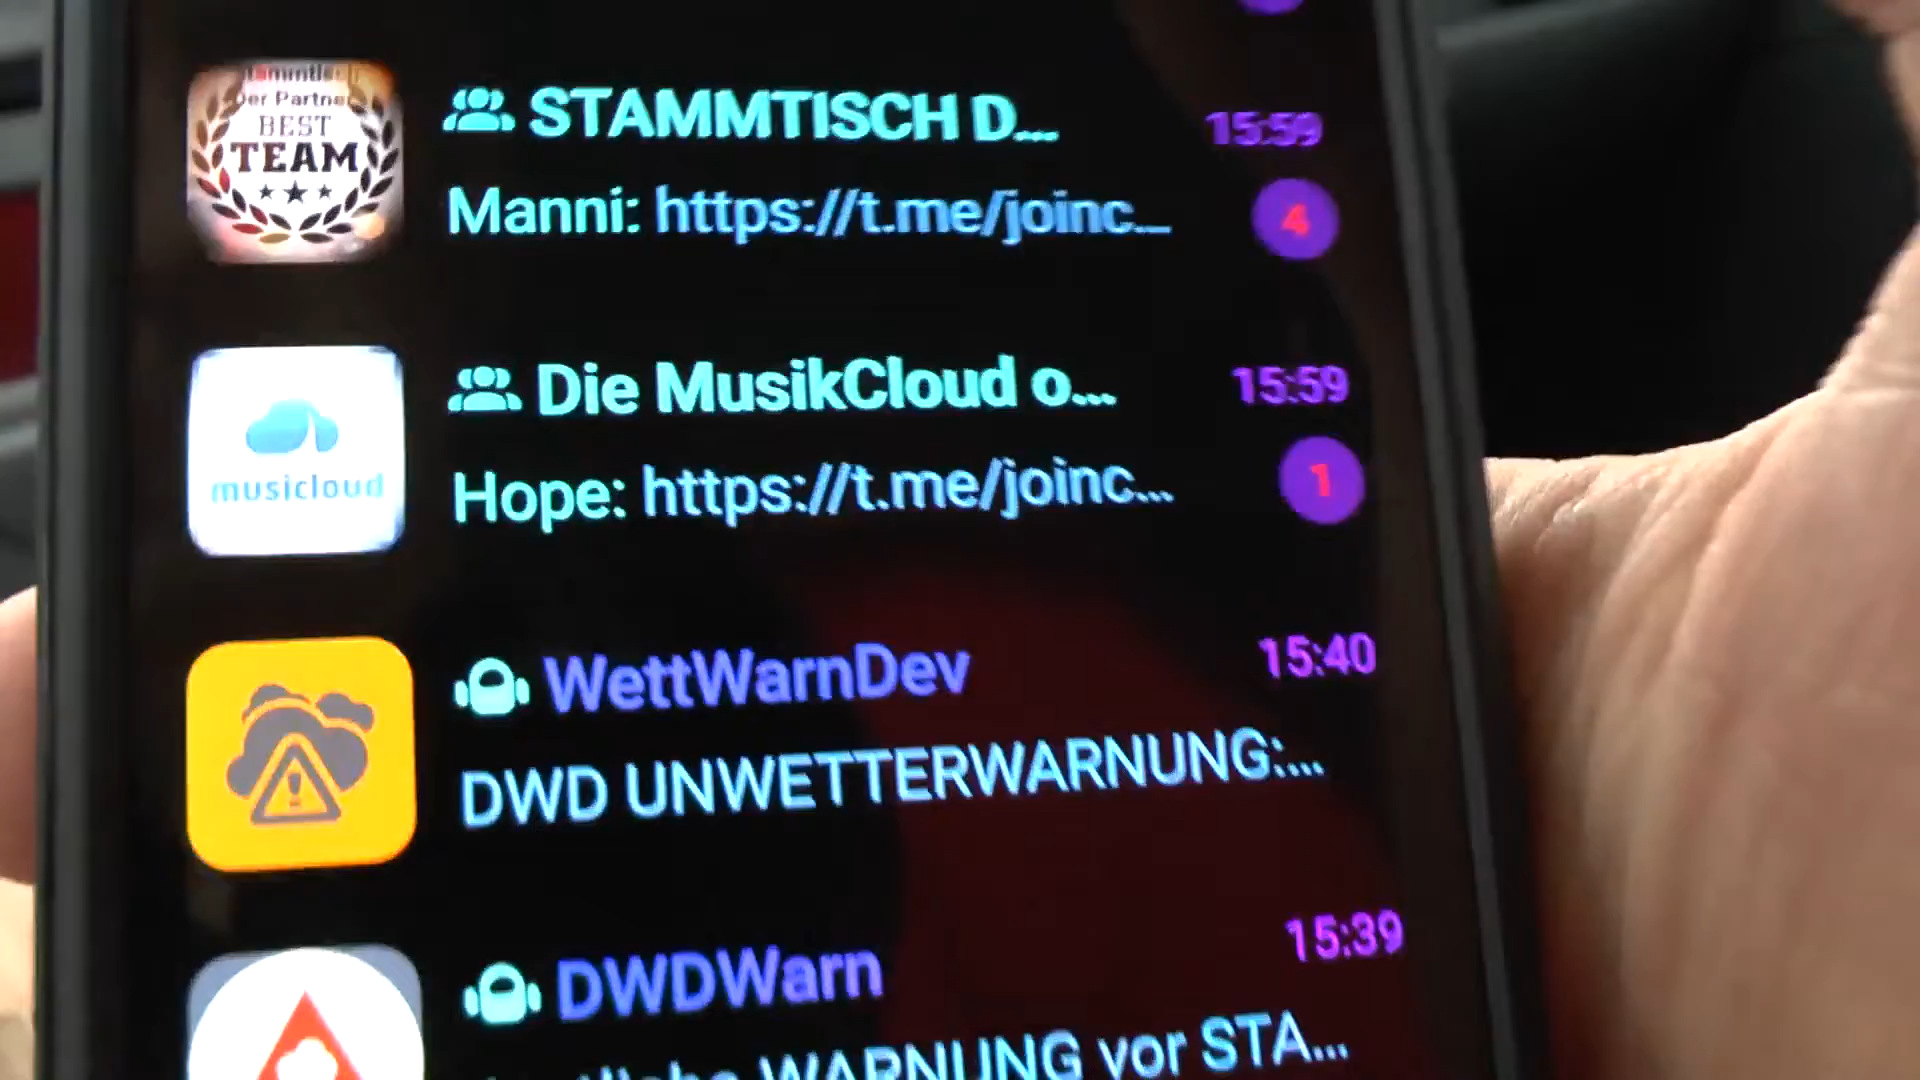 Stammtisch
Der Partner
BEST
TEAM
STAMMTISCH D...
15:59
Manni: https://t.me/joinc...
4
musicloud
Die MusikCloud o...
15:59
Hope: https://t.me/joinc...
1
WettWarnDev
15:40
DWD UNWETTERWARNUNG:...
DWDWarn
15:39
WARNUNG vor STA...